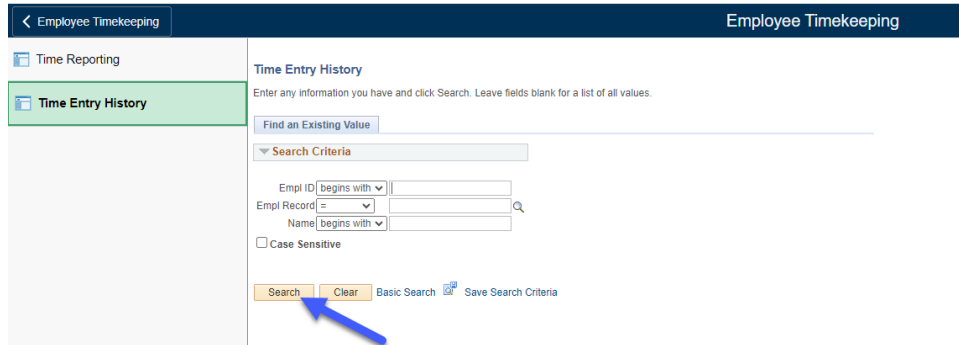 Employee Timekeeping
Employee Timekeeping
Time Reporting
Time Entry History
Time Entry History
Enter any information you have and click Search. Leave fields blank for a list of all values.
Find an Existing Value
Search Criteria
Empl ID begins with
Empl Record =
Name begins with
Case Sensitive
Search Clear Basic Search Save Search Criteria